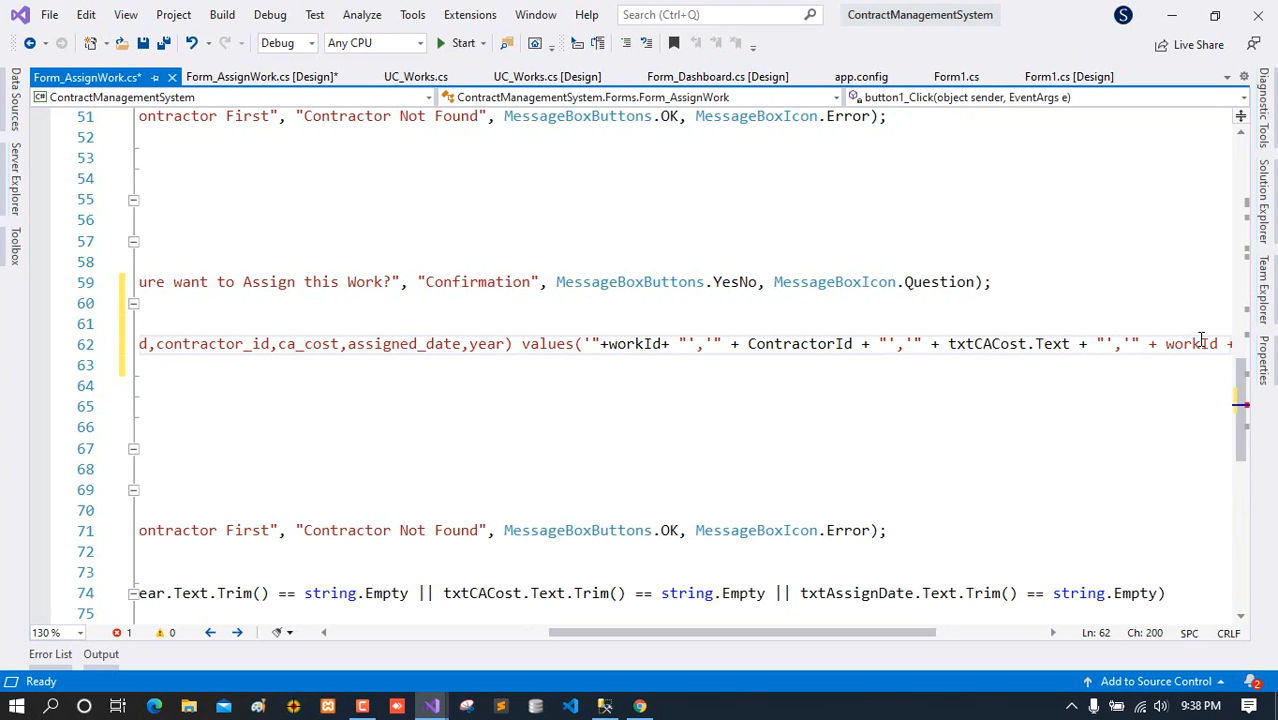 File Edit View Project Build Debug Test Analyze Tools Extensions Window Help Search (Ctrl+Q) ContractManagementSystem S
Debug Any CPU Start Live Share
Form_AssignWork.cs* Form_AssignWork.cs [Design]* UC_Works.cs UC_Works.cs [Design] Form_Dashboard.cs [Design] app.config Form1.cs Form1.cs [Design]
ContractManagementSystem ContractManagementSystem.Forms.Form_AssignWork button1_Click(object sender, EventArgs e)
Data Sources
Server Explorer
Toolbox
51 ontractor First", "Contractor Not Found", MessageBoxButtons.OK, MessageBoxIcon.Error);
52
53
54
55
56
57
58
59 ure want to Assign this Work?", "Confirmation", MessageBoxButtons.YesNo, MessageBoxIcon.Question);
60
61
62 d,contractor_id,ca_cost,assigned_date,year) values('"+workId+ "','" + ContractorId + "','" + txtCACost.Text + "','" + workId +
63
64
65
66
67
68
69
70
71 ontractor First", "Contractor Not Found", MessageBoxButtons.OK, MessageBoxIcon.Error);
72
73
74 ear.Text.Trim() == string.Empty || txtCACost.Text.Trim() == string.Empty || txtAssignDate.Text.Trim() == string.Empty)
75
Diagnostic Tools
Solution Explorer
Team Explorer
Properties
130 % 1 0 Ln: 62 Ch: 200 SPC CRLF
Error List Output
Ready Add to Source Control 2
9:38 PM